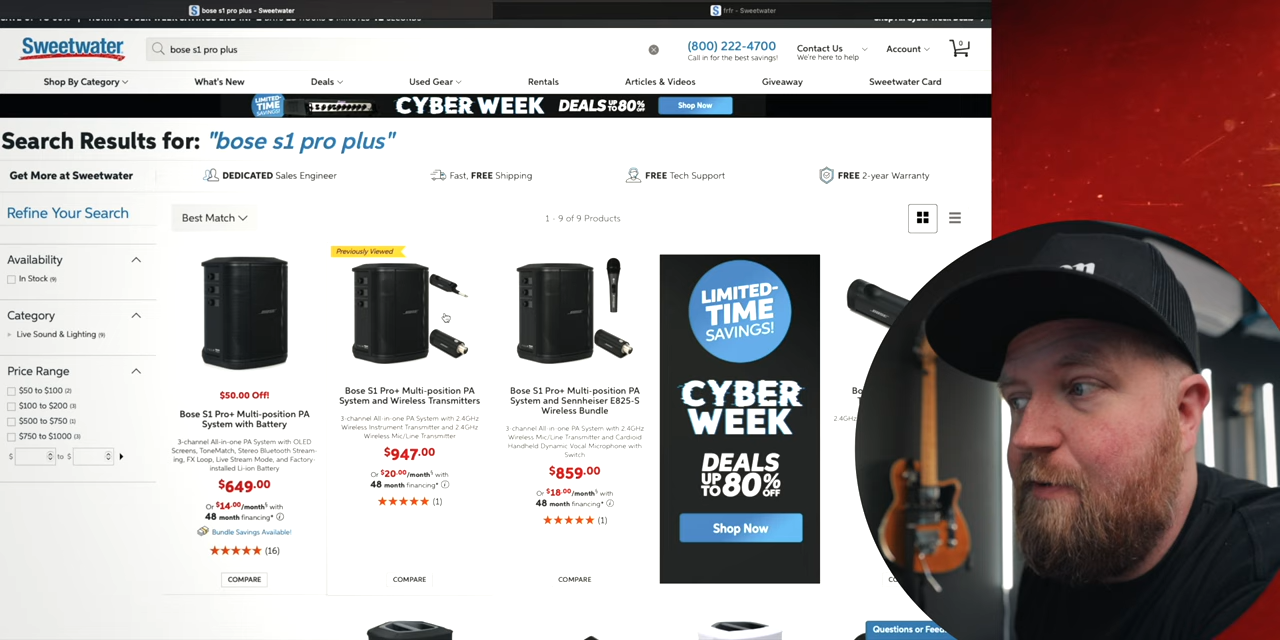 bose s1 pro plus - Sweetwater
frfr - Sweetwater
Sweetwater
bose s1 pro plus
(800) 222-4700
Call in for the best savings!
Contact Us
We're here to help
Account
0
Shop By Category
What's New
Deals
Used Gear
Rentals
Articles & Videos
Giveaway
Sweetwater Card
LIMITED-
TIME
SAVINGS!
CYBER WEEK
DEALS UP TO 80% OFF
Shop Now
Search Results for: "bose s1 pro plus"
Get More at Sweetwater
DEDICATED Sales Engineer
Fast, FREE Shipping
FREE Tech Support
FREE 2-year Warranty
Refine Your Search
Best Match
1 - 9 of 9 Products
Availability
In Stock (9)
Category
Live Sound & Lighting (9)
Price Range
$50 to $100 (2)
$100 to $200 (3)
$500 to $750 (1)
$750 to $1000 (3)
$ to $
$50.00 Off!
Bose S1 Pro+ Multi-position PA
System with Battery
3-channel All-in-one PA System with OLED
Screens, ToneMatch, Stereo Bluetooth Stream-
ing, FX Loop, Live Stream Mode, and Factory-
installed Li-ion Battery
$649.00
Or $14.00/month§ with
48 month financing*
Bundle Savings Available!
(16)
COMPARE
Previously Viewed
Bose S1 Pro+ Multi-position PA
System and Wireless Transmitters
3-channel All-in-one PA System with 2.4GHz
Wireless Instrument Transmitter and 2.4GHz
Wireless Mic/Line Transmitter
$947.00
Or $20.00/month§ with
48 month financing*
(1)
COMPARE
Bose S1 Pro+ Multi-position PA
System and Sennheiser E825-S
Wireless Bundle
3-channel All-in-one PA System with 2.4GHz
Wireless Mic/Line Transmitter and Cardioid
Handheld Dynamic Vocal Microphone with
Switch
$859.00
Or $18.00/month§ with
48 month financing*
(1)
COMPARE
LIMITED-
TIME
SAVINGS!
CYBER
WEEK
DEALS
UP TO 80% OFF
Shop Now
2.4GHz
Questions or